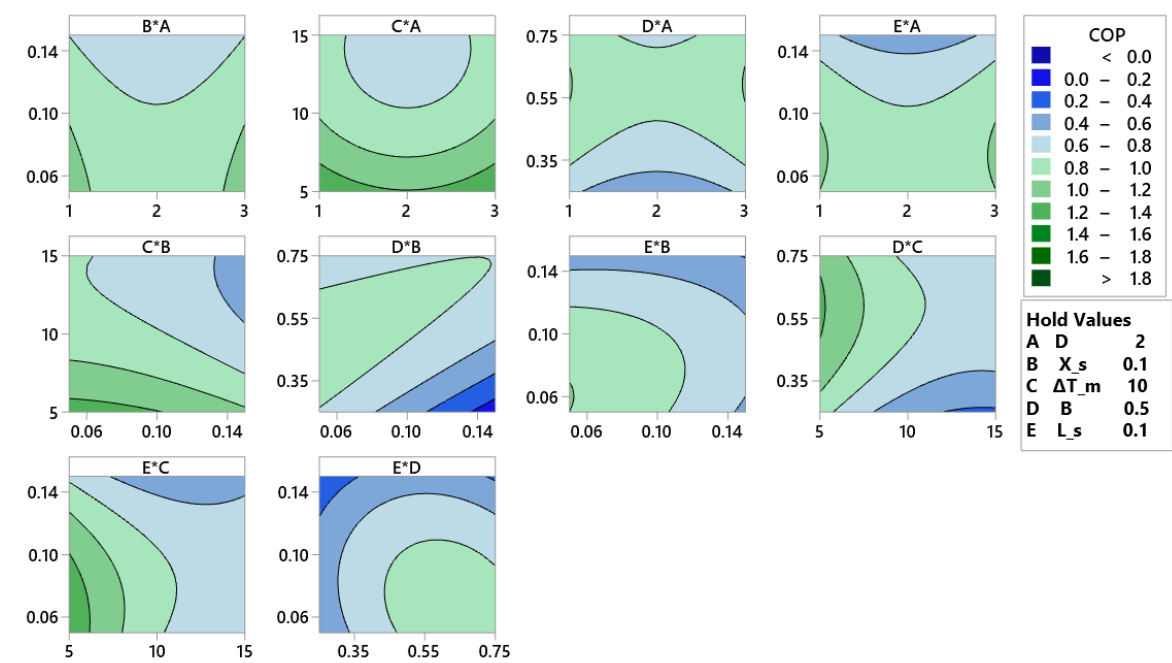 B*A
C*A
D*A
E*A
0.14
0.10
0.06
1 2 3
15
10
5
1 2 3
0.75
0.55
0.35
1 2 3
0.14
0.10
0.06
1 2 3
COP
< 0.0
0.0 – 0.2
0.2 – 0.4
0.4 – 0.6
0.6 – 0.8
0.8 – 1.0
1.0 – 1.2
1.2 – 1.4
1.4 – 1.6
1.6 – 1.8
> 1.8
C*B
D*B
E*B
D*C
15
10
5
0.06 0.10 0.14
0.75
0.55
0.35
0.06 0.10 0.14
0.14
0.10
0.06
0.06 0.10 0.14
0.75
0.55
0.35
5 10 15
Hold Values
A D 2
B X_s 0.1
C ΔT_m 10
D B 0.5
E L_s 0.1
E*C
E*D
0.14
0.10
0.06
5 10 15
0.14
0.10
0.06
0.35 0.55 0.75